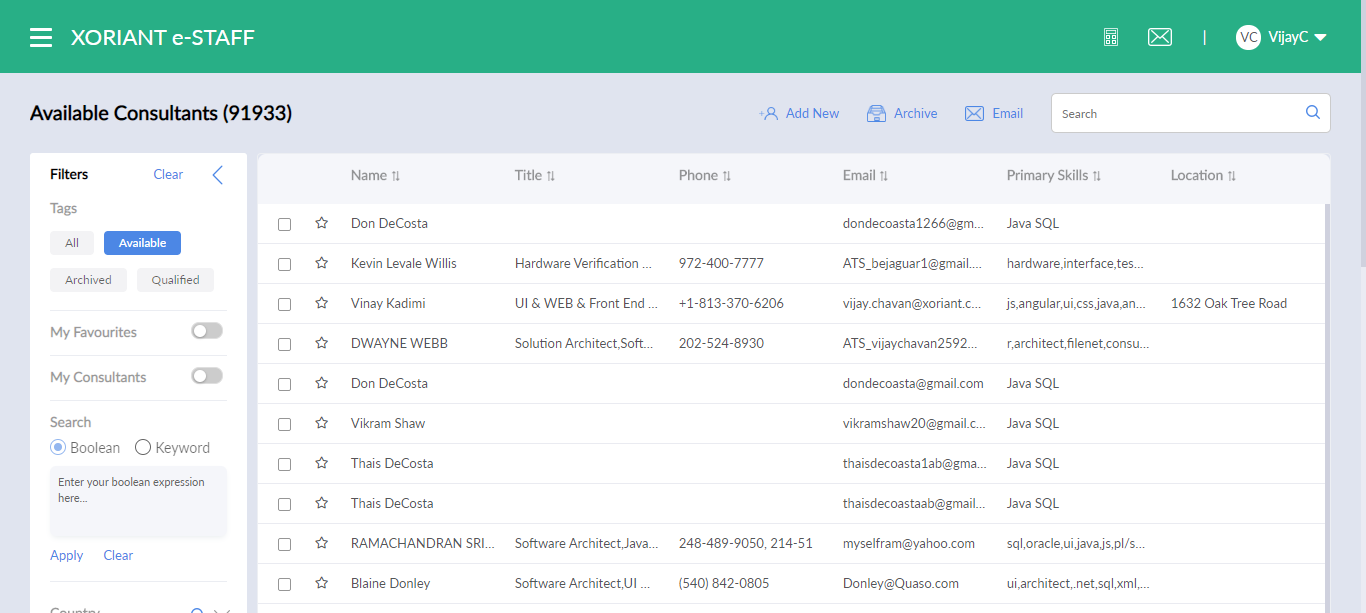 XORIANT e-STAFF
VC VijayC
Available Consultants (91933)
Add New Archive Email Search
Filters Clear
Tags
All Available
Archived Qualified
My Favourites
My Consultants
Search
Boolean Keyword
Enter your boolean expression
here...
Apply Clear
Country
Name Title Phone Email Primary Skills Location
Don DeCosta dondecoasta1266@gm... Java SQL
Kevin Levale Willis Hardware Verification ... 972-400-7777 ATS_bejaguar1@gmail.... hardware,interface,tes...
Vinay Kadimi UI & WEB & Front End ... +1-813-370-6206 vijay.chavan@xoriant.c... js,angular,ui,css,java,an... 1632 Oak Tree Road
DWAYNE WEBB Solution Architect,Soft... 202-524-8930 ATS_vijaychavan2592... r,architect,filenet,consu...
Don DeCosta dondecoasta@gmail.com Java SQL
Vikram Shaw vikramshaw20@gmail.c... Java SQL
Thais DeCosta thaisdecoasta1ab@gma... Java SQL
Thais DeCosta thaisdecoastaab@gmail... Java SQL
RAMACHANDRAN SRI... Software Architect,Java... 248-489-9050, 214-51 myselfram@yahoo.com sql,oracle,ui,java,js,pl/s...
Blaine Donley Software Architect,UI ... (540) 842-0805 Donley@Quaso.com ui,architect,.net,sql,xml,...